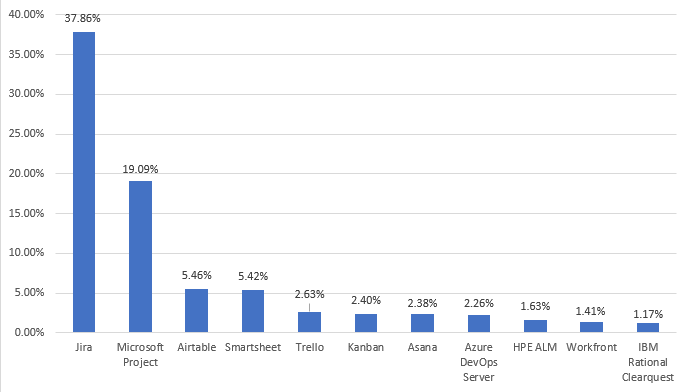 40.00%
35.00%
30.00%
25.00%
20.00%
15.00%
10.00%
5.00%
0.00%
37.86%
19.09%
5.46%
5.42%
2.63%
2.40%
2.38%
2.26%
1.63%
1.41%
1.17%
Jira
Microsoft
Project
Airtable
Smartsheet
Trello
Kanban
Asana
Azure
DevOps
Server
HPE ALM
Workfront
IBM
Rational
Clearquest